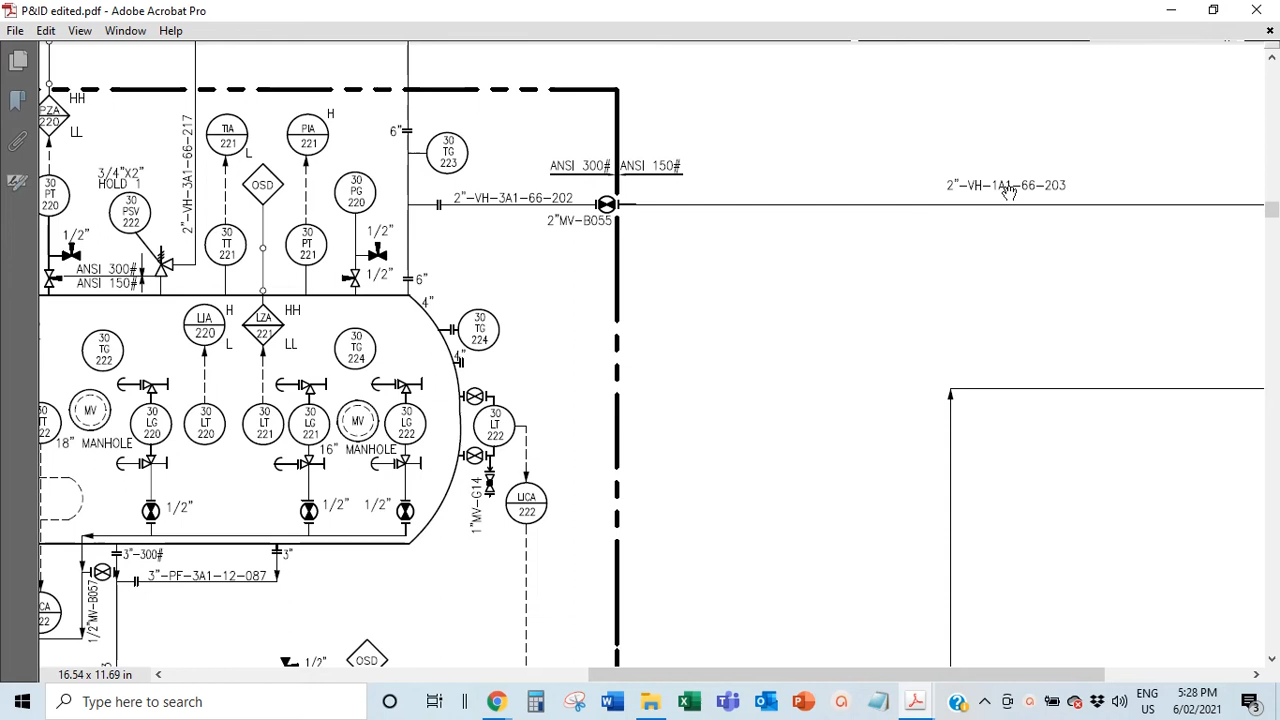 P&ID edited.pdf - Adobe Acrobat Pro
File Edit View Window Help
PZA
220
HH
LL
3/4"X2"
HOLD 1
2"-VH-3A1-66-217
TIA
221
L
PIA
221
H
6"
30
TG
223
ANSI 300# ANSI 150#
2"-VH-1A1-66-203
30
PT
220
30
PSV
222
OSD
30
PG
220
2"-VH-3A1-66-202
2"MV-B055
1/2"
30
TT
221
30
PT
221
1/2"
ANSI 300#
ANSI 150#
1/2"
6"
4"
LIA
220
H
L
LZA
221
HH
LL
30
TG
222
30
TG
224
30
TG
224
4"
MV
18" MANHOLE
30
LG
220
30
LT
220
30
LT
221
30
LG
221
MV
16" MANHOLE
30
LG
222
30
LT
222
1/2"
1/2"
1/2"
1"MV-G14
LICA
222
3"-300#
3"
3"-PF-3A1-12-087
1/2"MV-B057
CA
22
OSD
1/2"
16.54 x 11.69 in
Type here to search
ENG
US
5:28 PM
6/02/2021
3